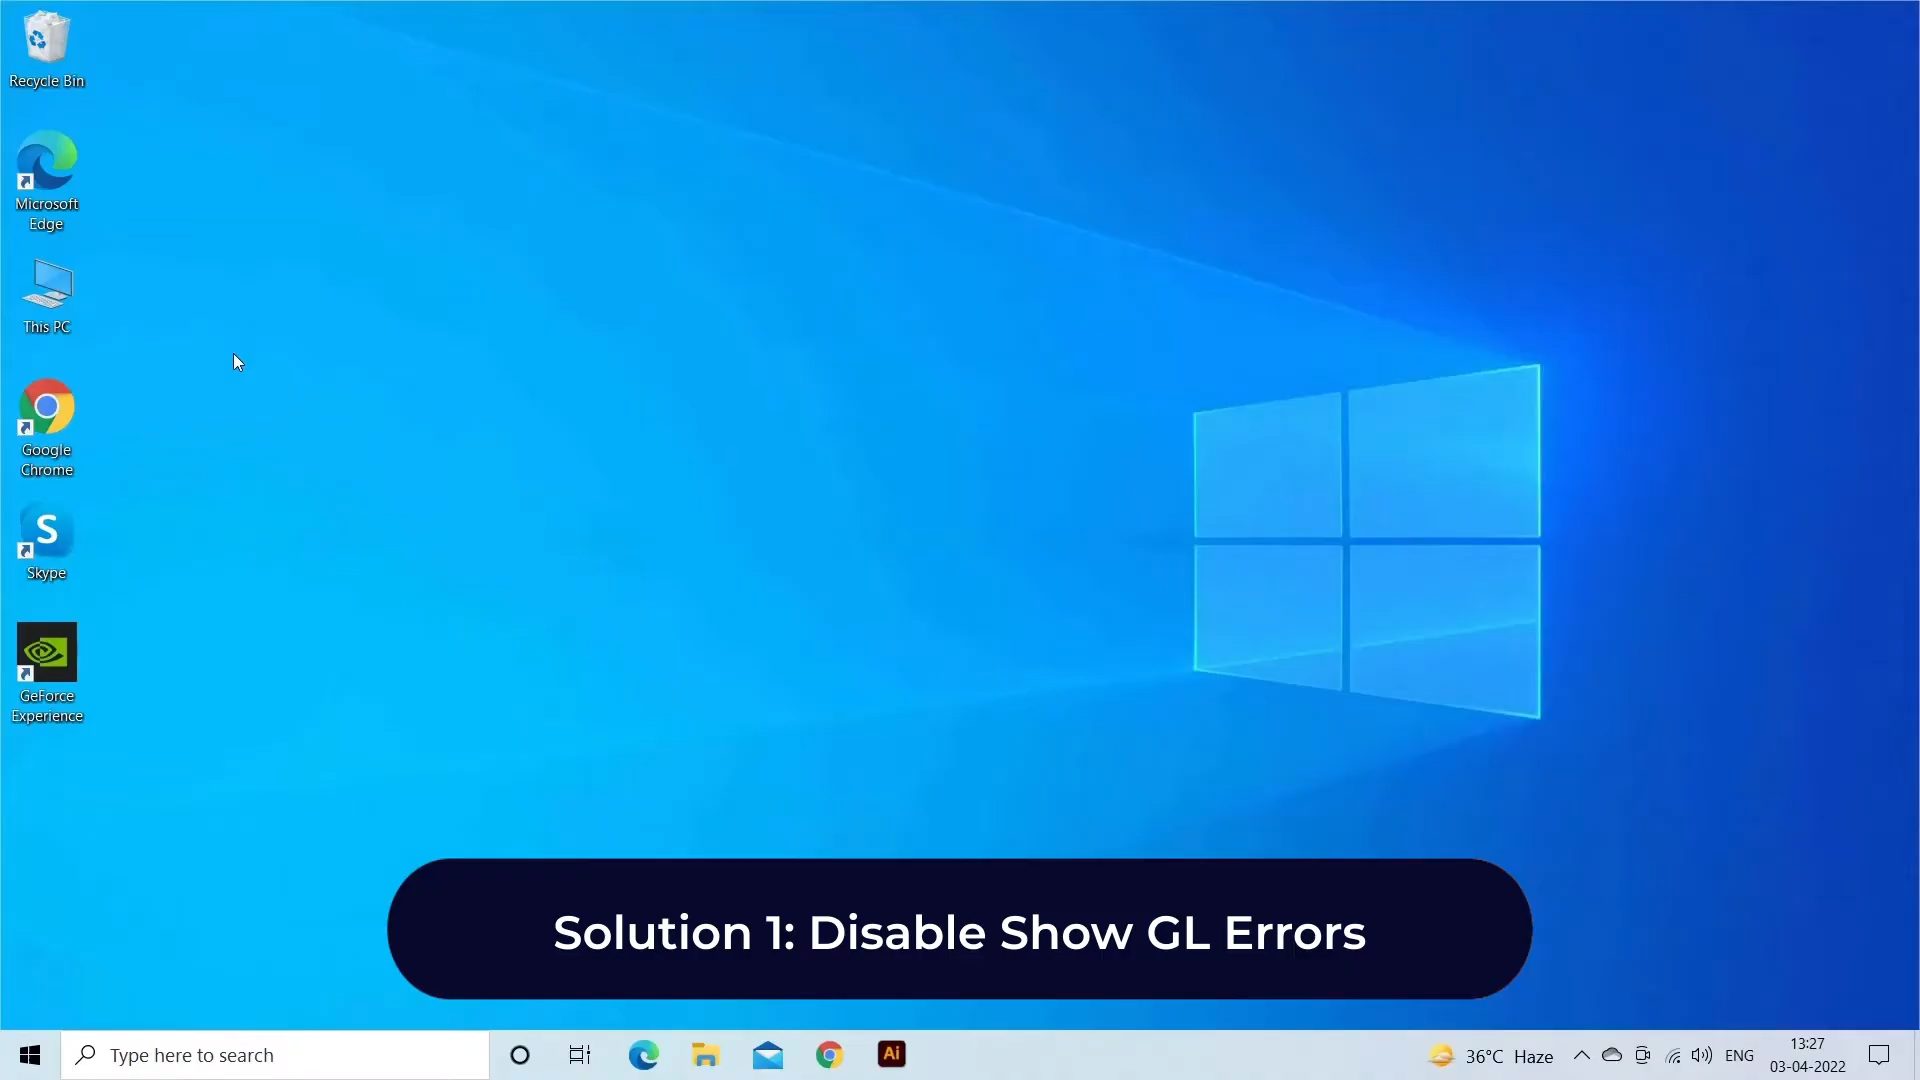 Recycle Bin
Microsoft
Edge
This PC
Google
Chrome
S
Skype
GeForce
Experience
Solution 1: Disable Show GL Errors
Type here to search
Ai
36°C Haze
ENG
13:27
03-04-2022